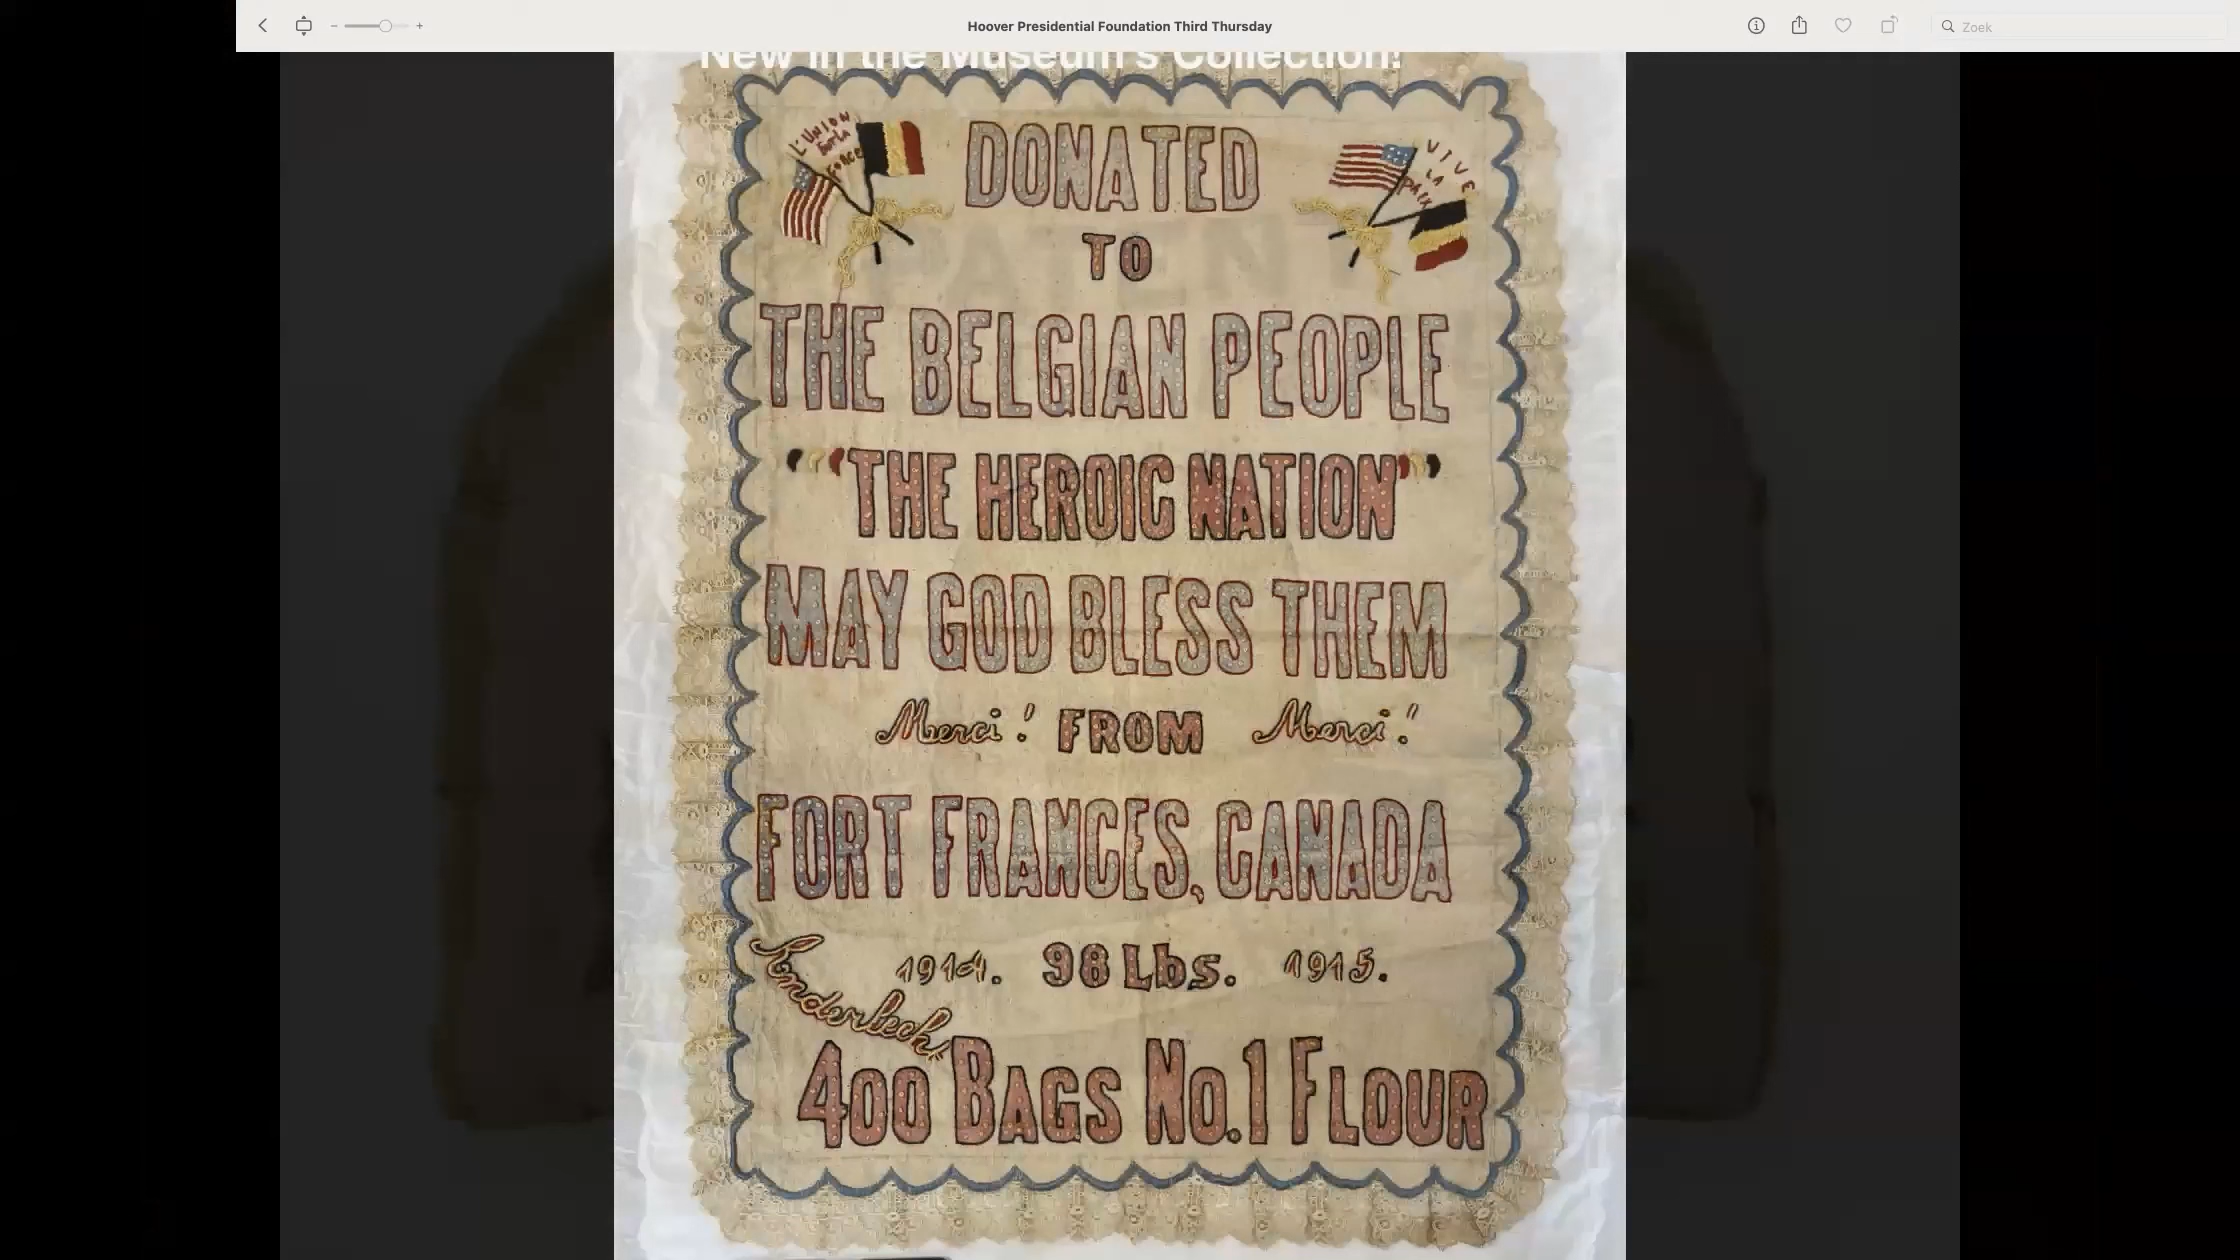 Hoover Presidential Foundation Third Thursday
Zoek
New in the Museum's Collection!
L'UNION
fait la
FORCE
VIVE
LA
PAIX
DONATED
TO
THE BELGIAN PEOPLE
"THE HEROIC NATION"
MAY GOD BLESS THEM
Merci! FROM Merci!
FORT FRANCES, CANADA
1914. 98 Lbs. 1915.
400 BAGS NO.1 FLOUR